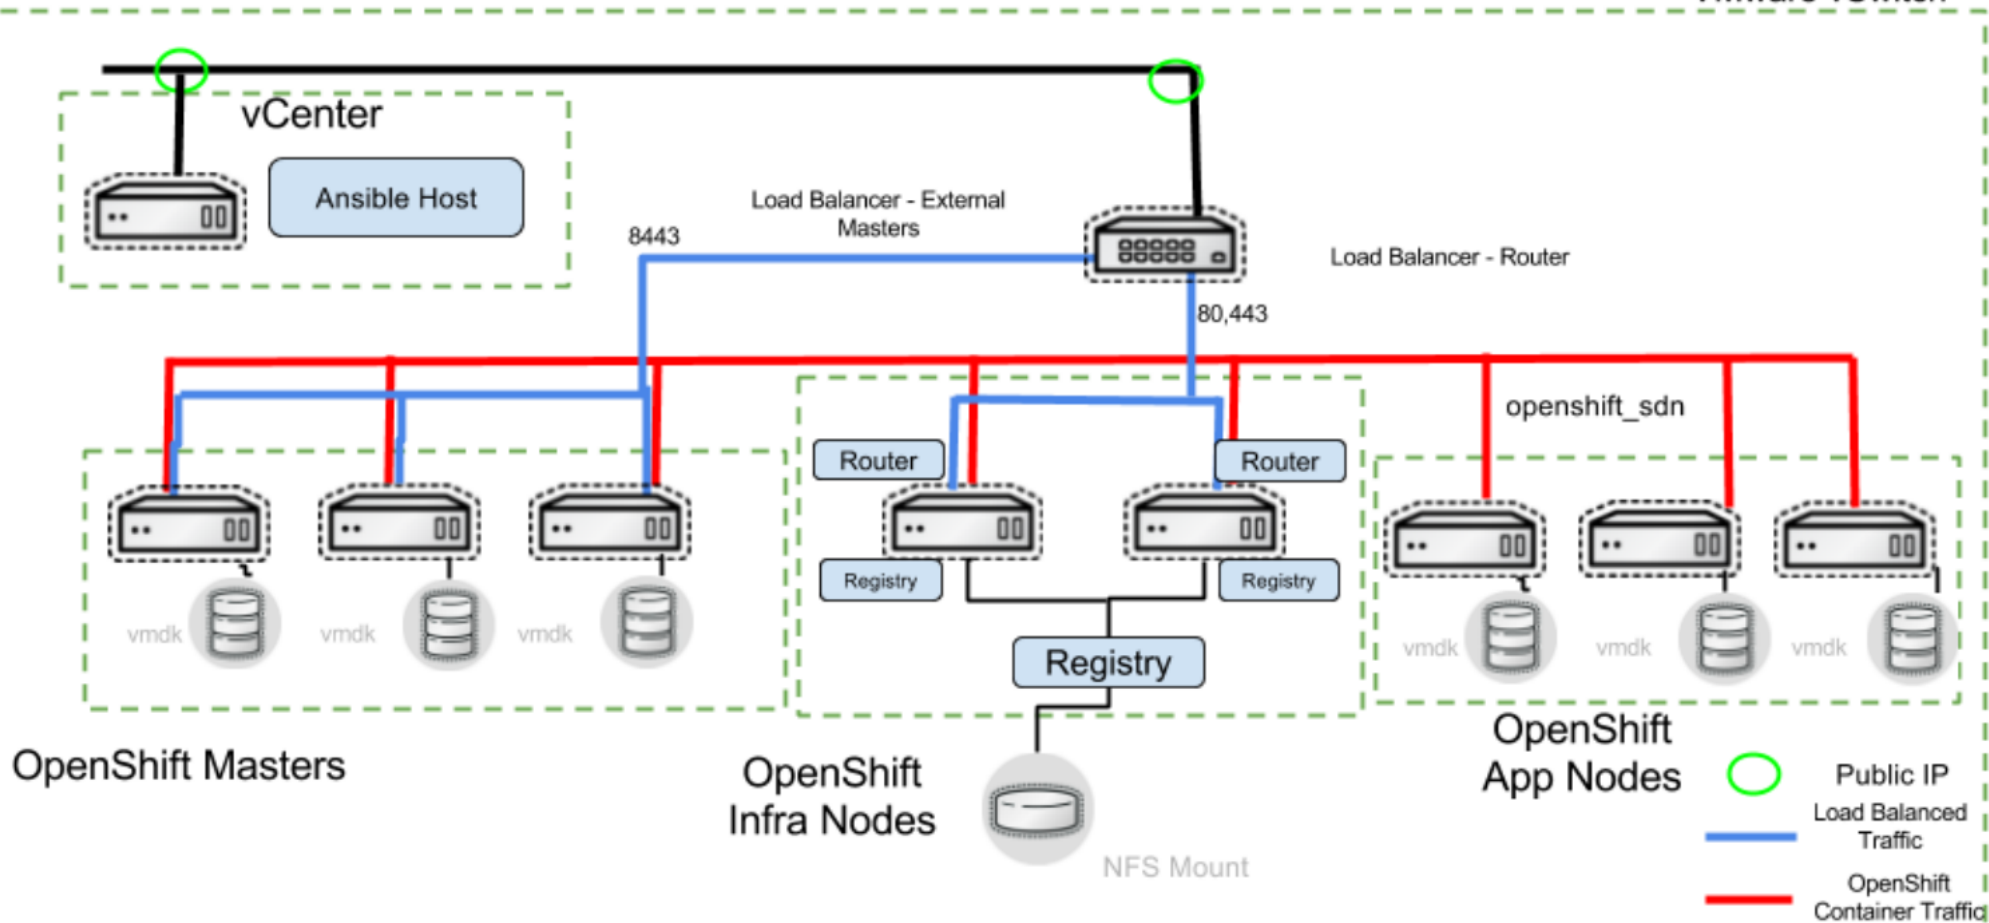 vCenter
Ansible Host
Load Balancer - External
Masters
8443
Load Balancer - Router
80,443
openshift_sdn
Router
Router
Registry
Registry
vmdk
vmdk
vmdk
vmdk
vmdk
vmdk
Registry
OpenShift Masters
OpenShift
Infra Nodes
OpenShift
App Nodes
NFS Mount
Public IP
Load Balanced
Traffic
OpenShift
Container Traffic